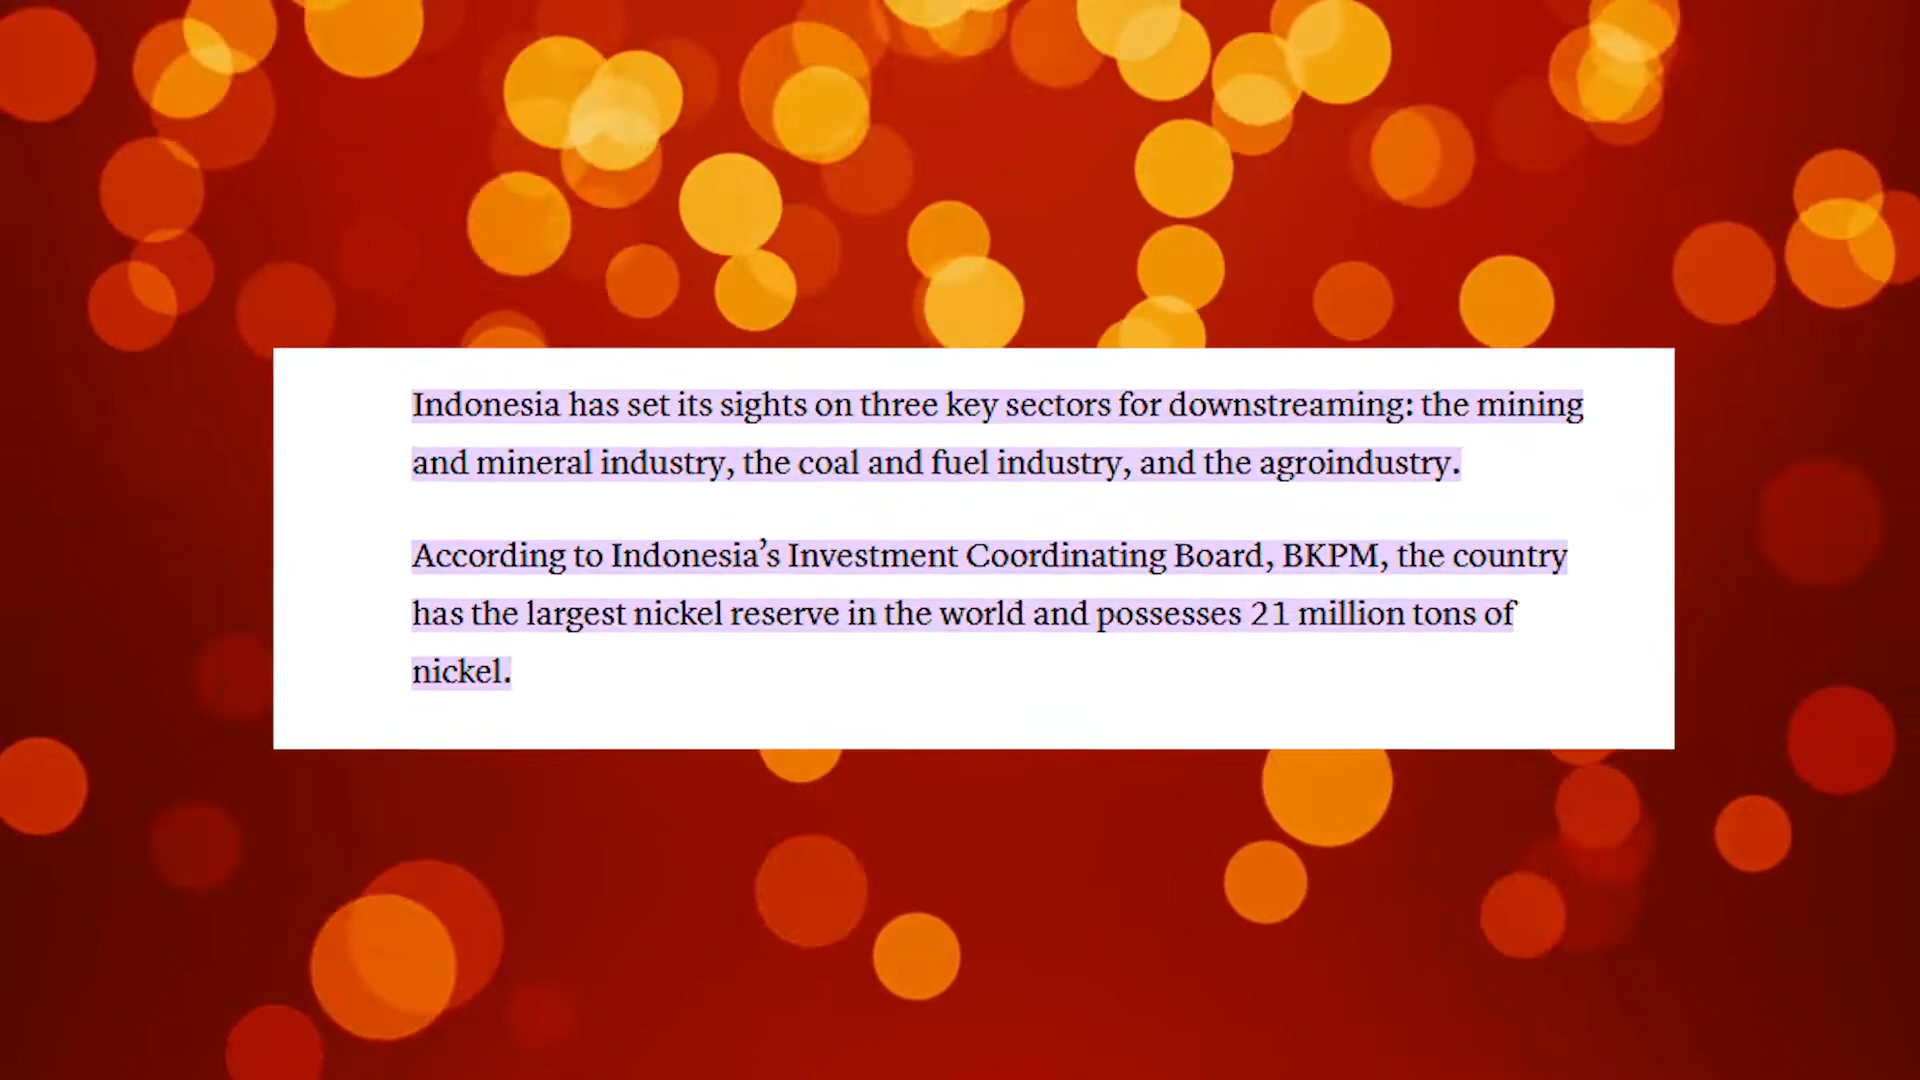 Indonesia has set its sights on three key sectors for downstreaming: the mining
and mineral industry, the coal and fuel industry, and the agroindustry.
According to Indonesia’s Investment Coordinating Board, BKPM, the country
has the largest nickel reserve in the world and possesses 21 million tons of
nickel.